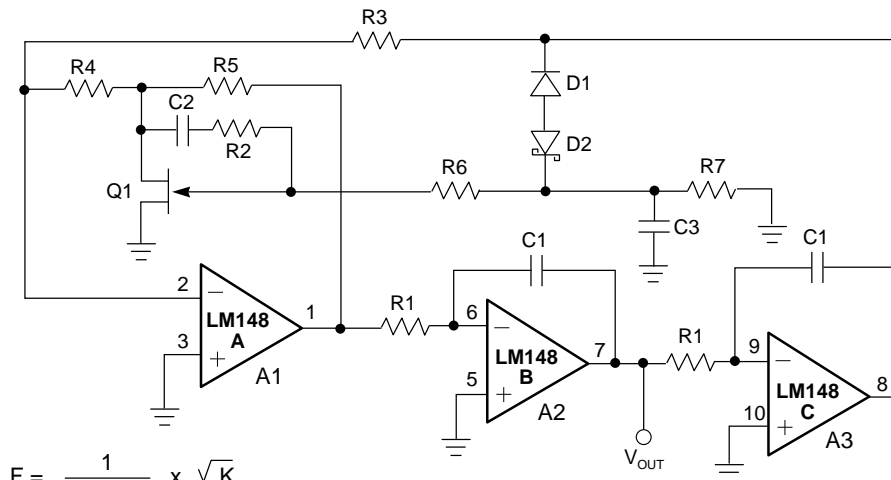 R3
R4
R5
C2
R2
D1
D2
Q1
R6
R7
C3
C1
C1
2
1
LM148
A
3
A1
R1
6
LM148
B
5
7
A2
R1
9
LM148
C
10
8
A3
VOUT
F = 1 x √K